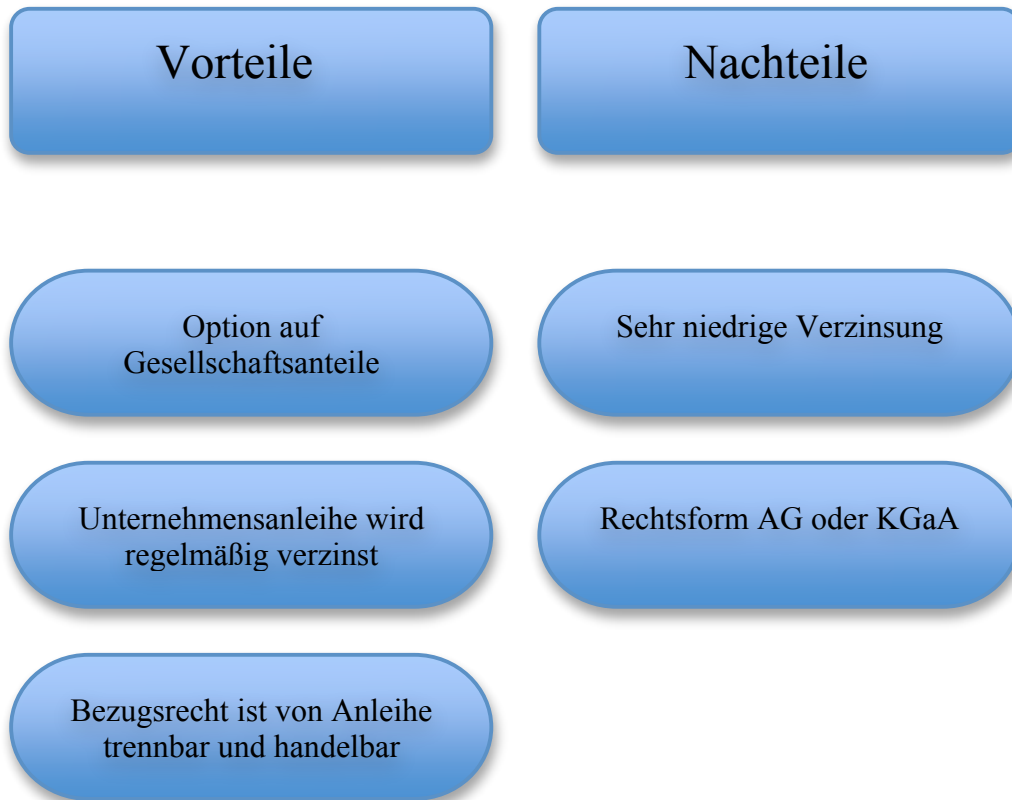 Vorteile
Nachteile
Option auf
Gesellschaftsanteile
Sehr niedrige Verzinsung
Unternehmensanleihe wird
regelmäßig verzinst
Rechtsform AG oder KGaA
Bezugsrecht ist von Anleihe
trennbar und handelbar